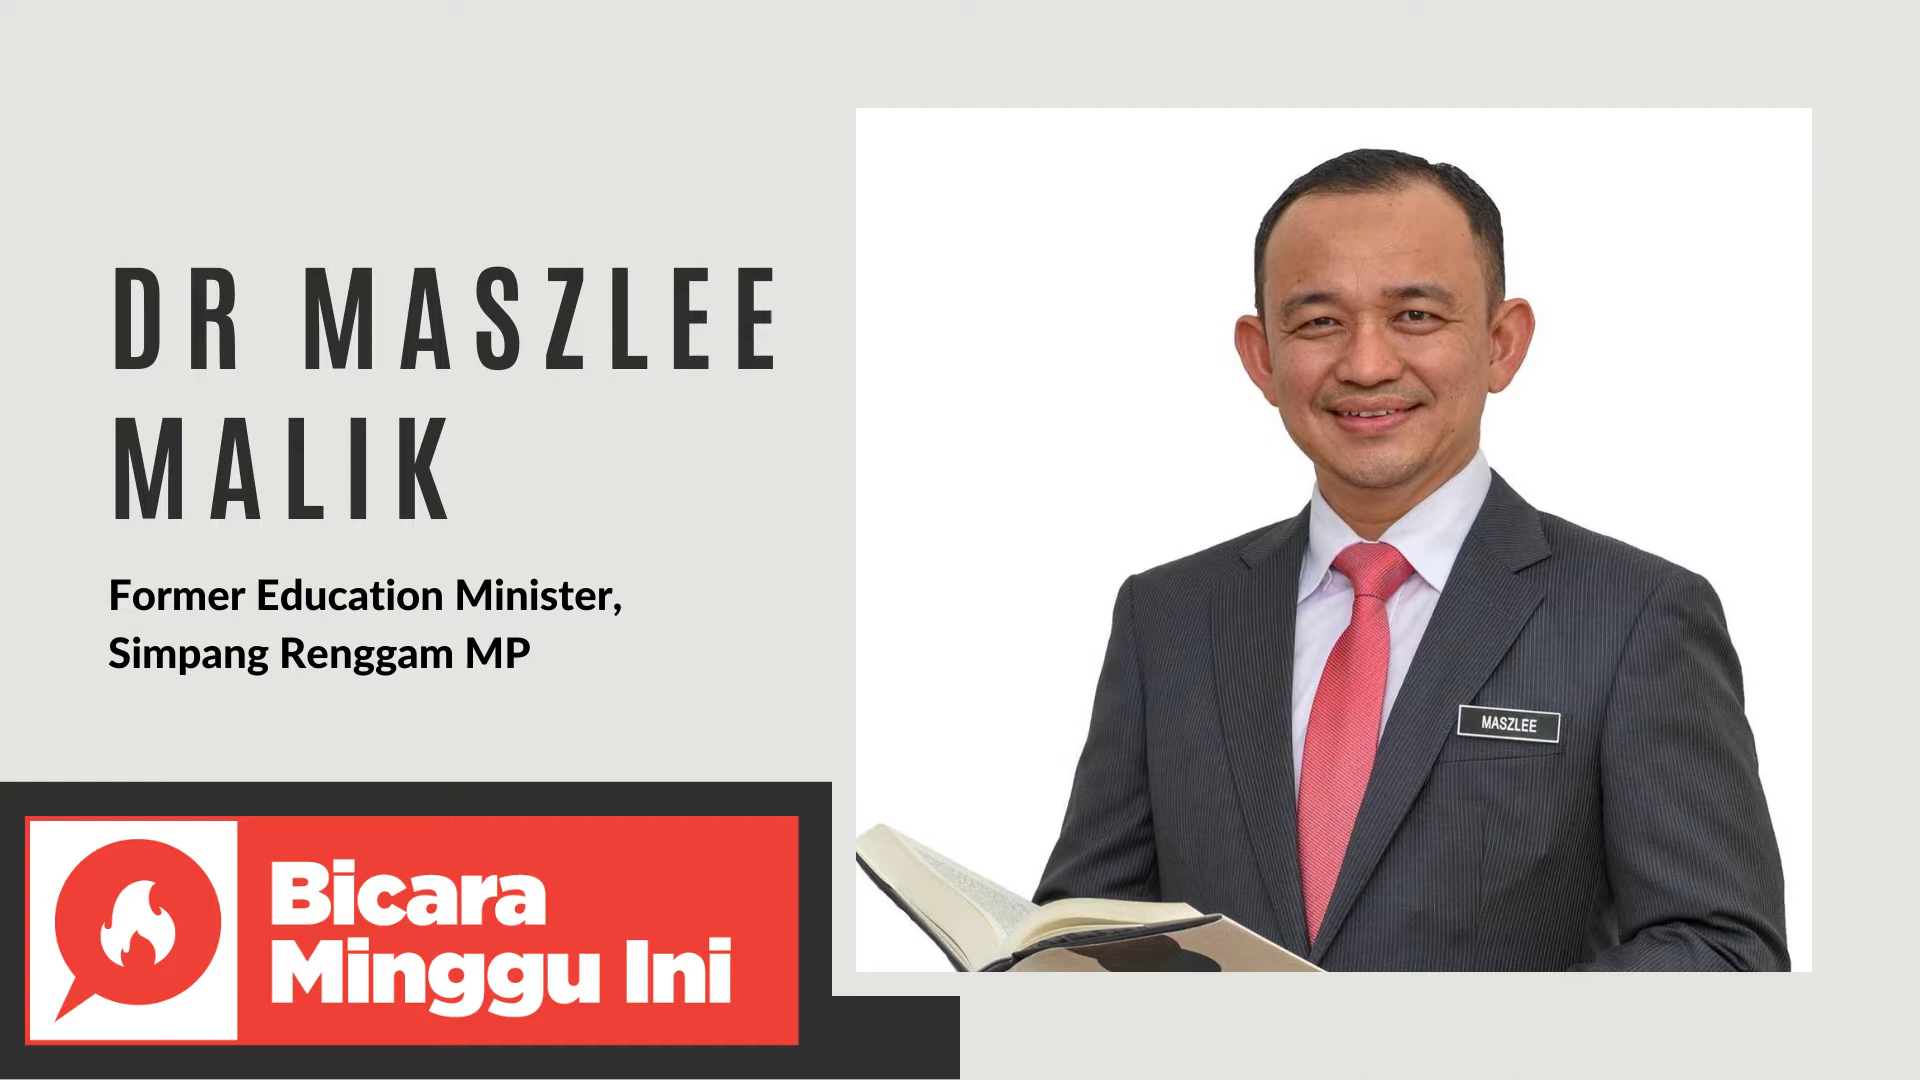 DR MASZLEE
MALIK
Former Education Minister,
Simpang Renggam MP
Bicara
Minggu Ini
MASZLEE